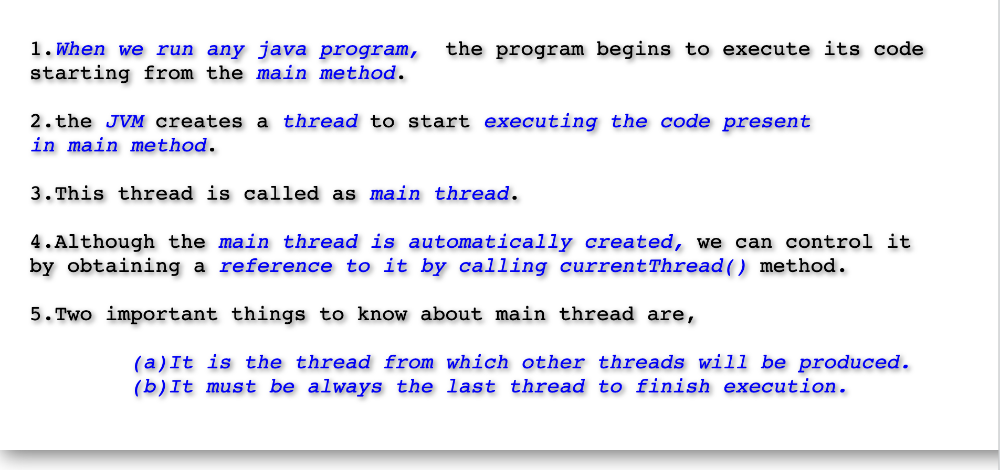 1.When we run any java program,  the program begins to execute its code
starting from the main method.
2.the JVM creates a thread to start executing the code present
in main method.
3.This thread is called as main thread.
4.Although the main thread is automatically created, we can control it
by obtaining a reference to it by calling currentThread() method.
5.Two important things to know about main thread are,
(a)It is the thread from which other threads will be produced.
(b)It must be always the last thread to finish execution.